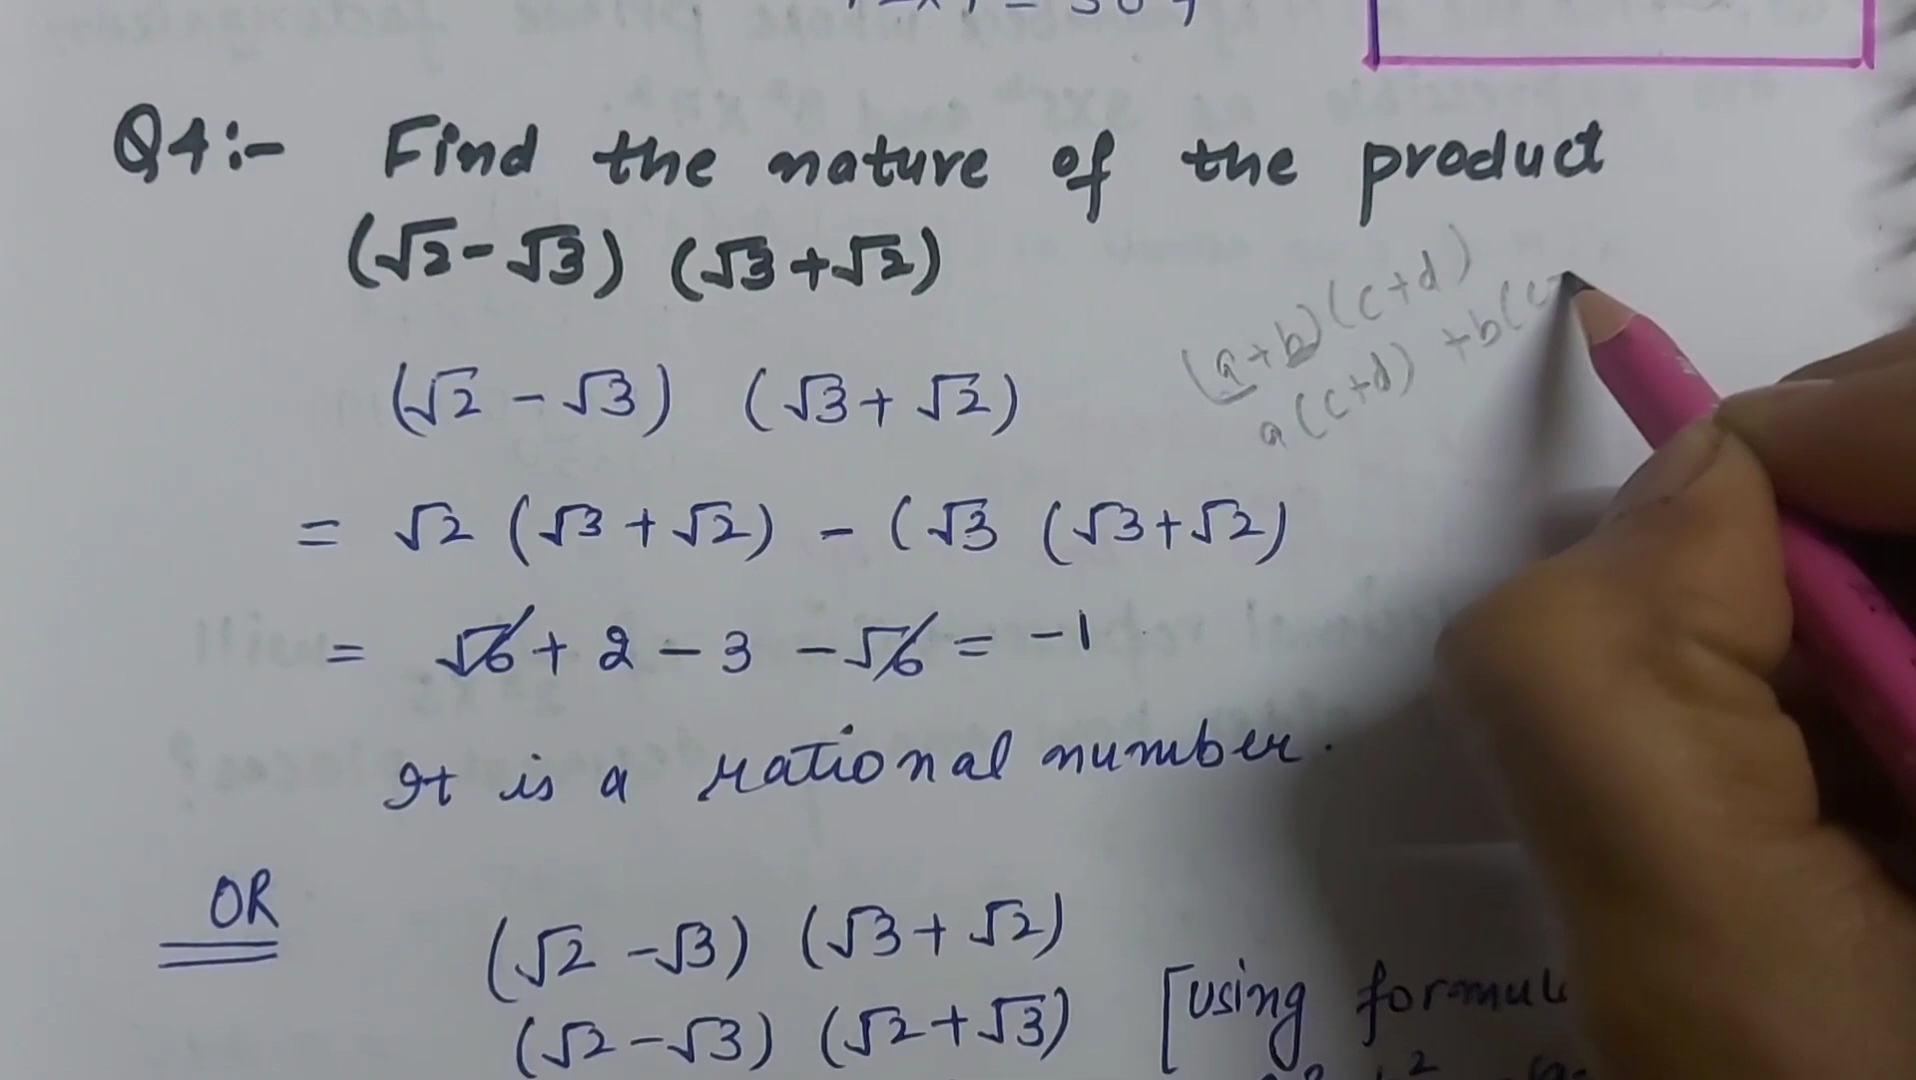 Q4:- Find the nature of the product
(√2-√3) (√3+√2)
(a+b)(c+d)
a(c+d) +b(c
(√2 - √3) (√3+ √2)
= √2 (√3+√2) - (√3 (√3+√2)
= √6+ 2 - 3 - √6 = -1
It is a rational number.
OR
(√2 -√3) (√3+ √2)
(√2-√3) (√2+√3) [using formul